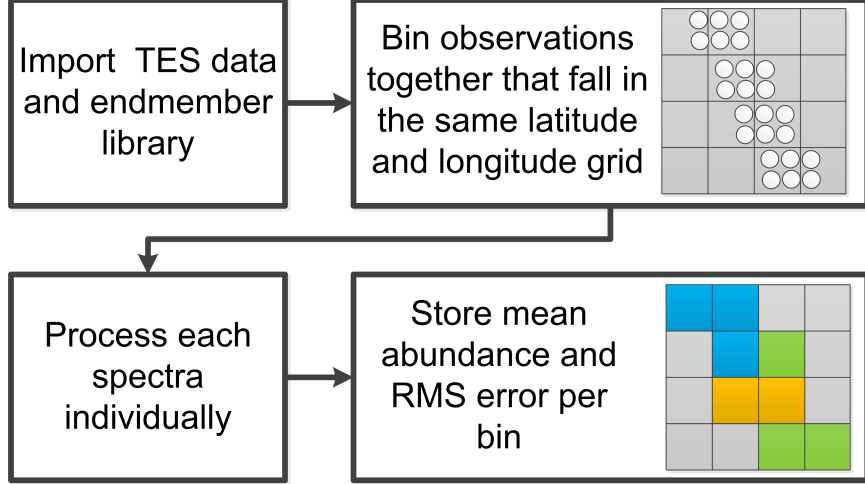 Import TES data
and endmember
library
Bin observations
together that fall in
the same latitude
and longitude grid
Process each
spectra
individually
Store mean
abundance and
RMS error per
bin